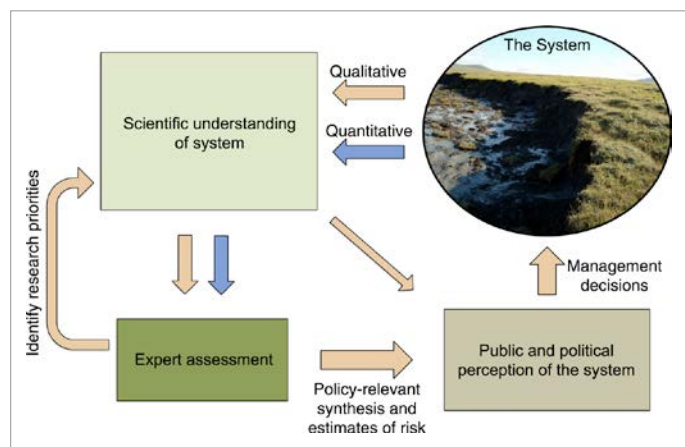 The System
Qualitative
Quantitative
Scientific understanding
of system
Identify research priorities
Management
decisions
Expert assessment
Public and political
perception of the system
Policy-relevant
synthesis and
estimates of risk